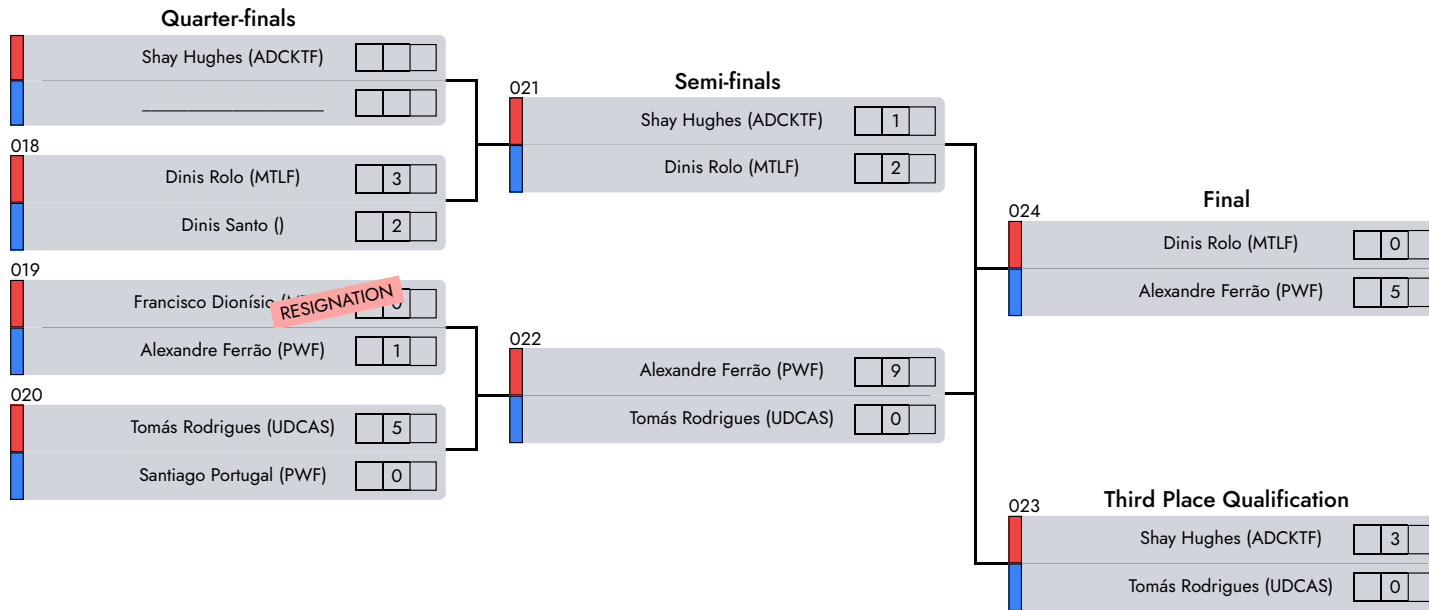 Quarter-finals
Shay Hughes (ADCKTF)
____________________
018
Dinis Rolo (MTLF) 3
Dinis Santo () 2
019
Francisco Dionísio
RESIGNATION
Alexandre Ferrão (PWF) 1
020
Tomás Rodrigues (UDCAS) 5
Santiago Portugal (PWF) 0
Semi-finals
021
Shay Hughes (ADCKTF) 1
Dinis Rolo (MTLF) 2
022
Alexandre Ferrão (PWF) 9
Tomás Rodrigues (UDCAS) 0
Final
024
Dinis Rolo (MTLF) 0
Alexandre Ferrão (PWF) 5
Third Place Qualification
023
Shay Hughes (ADCKTF) 3
Tomás Rodrigues (UDCAS) 0